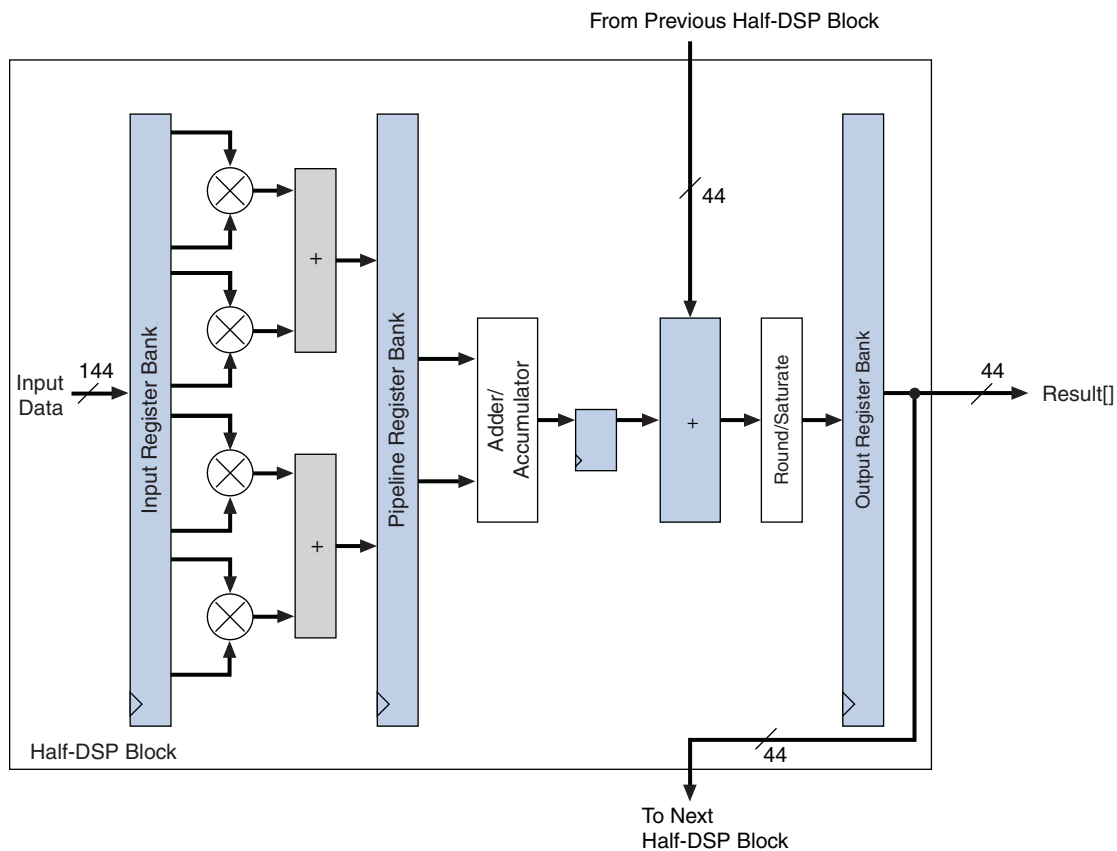 From Previous Half-DSP Block
44
144
Input
Data
Input Register Bank
+
+
Pipeline Register Bank
Adder/
Accumulator
+
Round/Saturate
Output Register Bank
44
Result[]
Half-DSP Block
44
To Next
Half-DSP Block